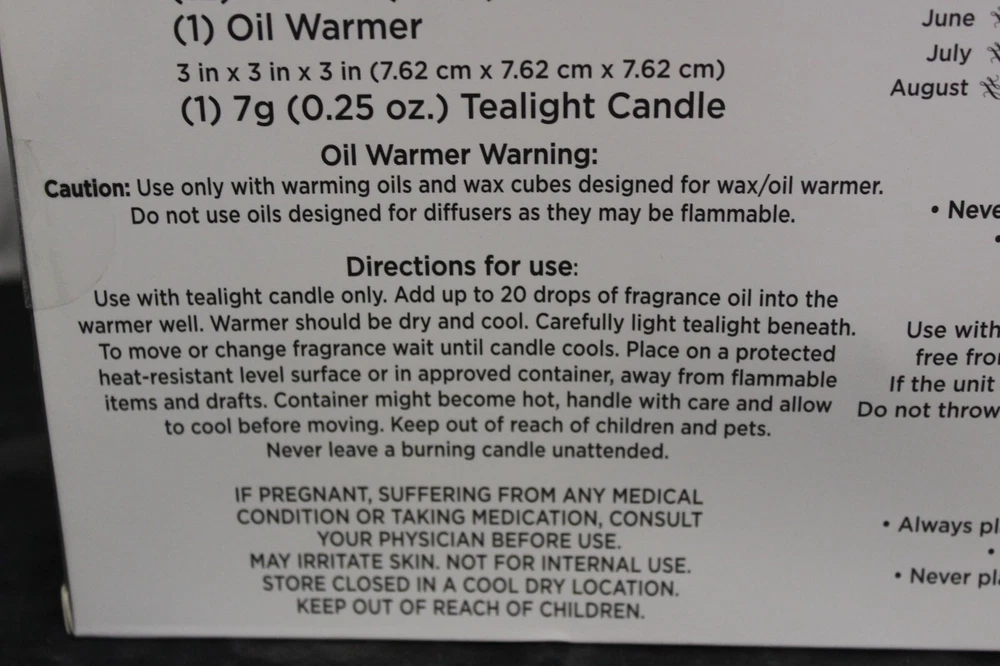 (1) Oil Warmer
3 in x 3 in x 3 in (7.62 cm x 7.62 cm x 7.62 cm)
(1) 7g (0.25 oz.) Tealight Candle
Oil Warmer Warning:
Caution: Use only with warming oils and wax cubes designed for wax/oil warmer.
Do not use oils designed for diffusers as they may be flammable.
Directions for use:
Use with tealight candle only. Add up to 20 drops of fragrance oil into the
warmer well. Warmer should be dry and cool. Carefully light tealight beneath.
To move or change fragrance wait until candle cools. Place on a protected
heat-resistant level surface or in approved container, away from flammable
items and drafts. Container might become hot, handle with care and allow
to cool before moving. Keep out of reach of children and pets.
Never leave a burning candle unattended.
IF PREGNANT, SUFFERING FROM ANY MEDICAL
CONDITION OR TAKING MEDICATION, CONSULT
YOUR PHYSICIAN BEFORE USE.
MAY IRRITATE SKIN. NOT FOR INTERNAL USE.
STORE CLOSED IN A COOL DRY LOCATION.
KEEP OUT OF REACH OF CHILDREN.
June
July
August
• Neve
•
Use with
free fro
If the unit
Do not throw
• Always pl
•
• Never pl